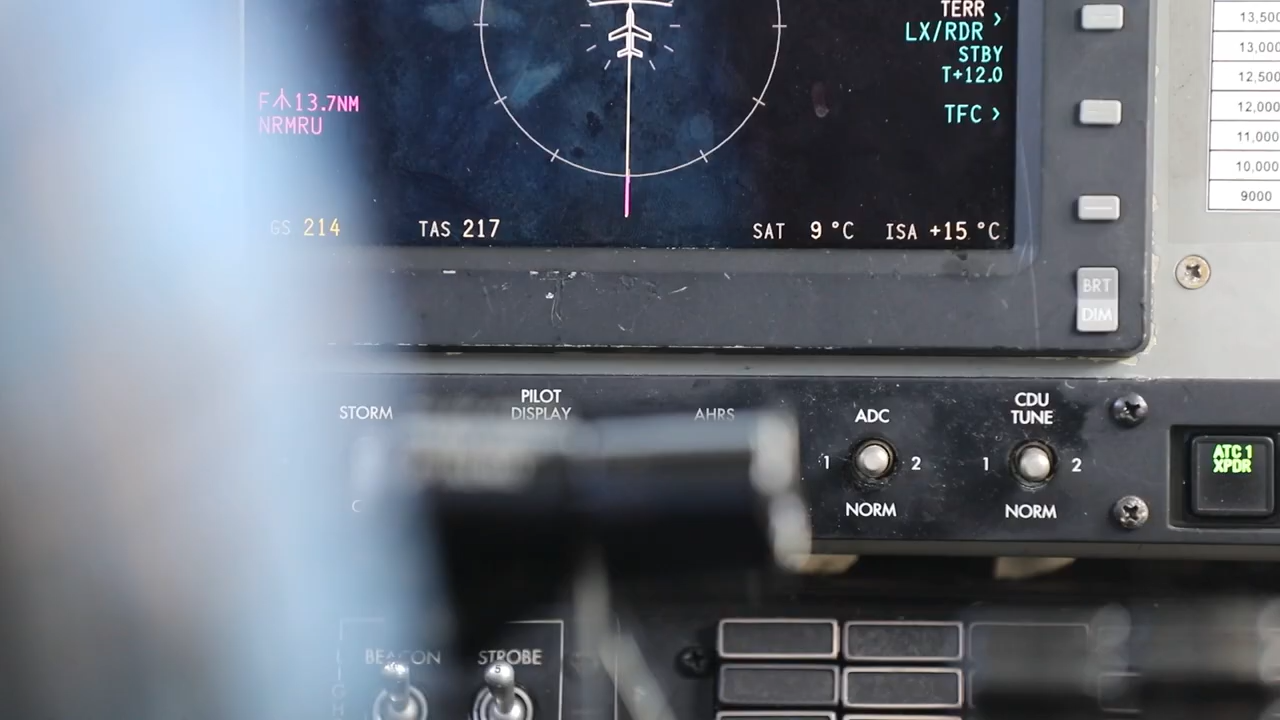 TERR ›
LX/RDR
STBY
T+12.0
TFC ›
F 13.7NM
NRMRU
GS 214
TAS 217
SAT 9 °C
ISA +15 °C
13,500
13,000
12,500
12,000
11,000
10,000
9000
BRT
DIM
STORM
PILOT
DISPLAY
AHRS
ADC
1 2
NORM
CDU
TUNE
1 2
NORM
ATC 1
XPDR
BEACON
STROBE